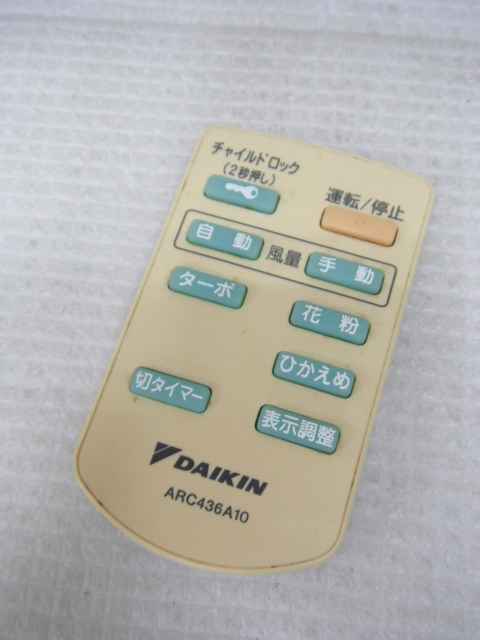 チャイルドロック
(2秒押し)
運転/停止
自動 風量 手動
ターボ
花粉
ひかえめ
切タイマー
表示調整
DAIKIN
ARC436A10